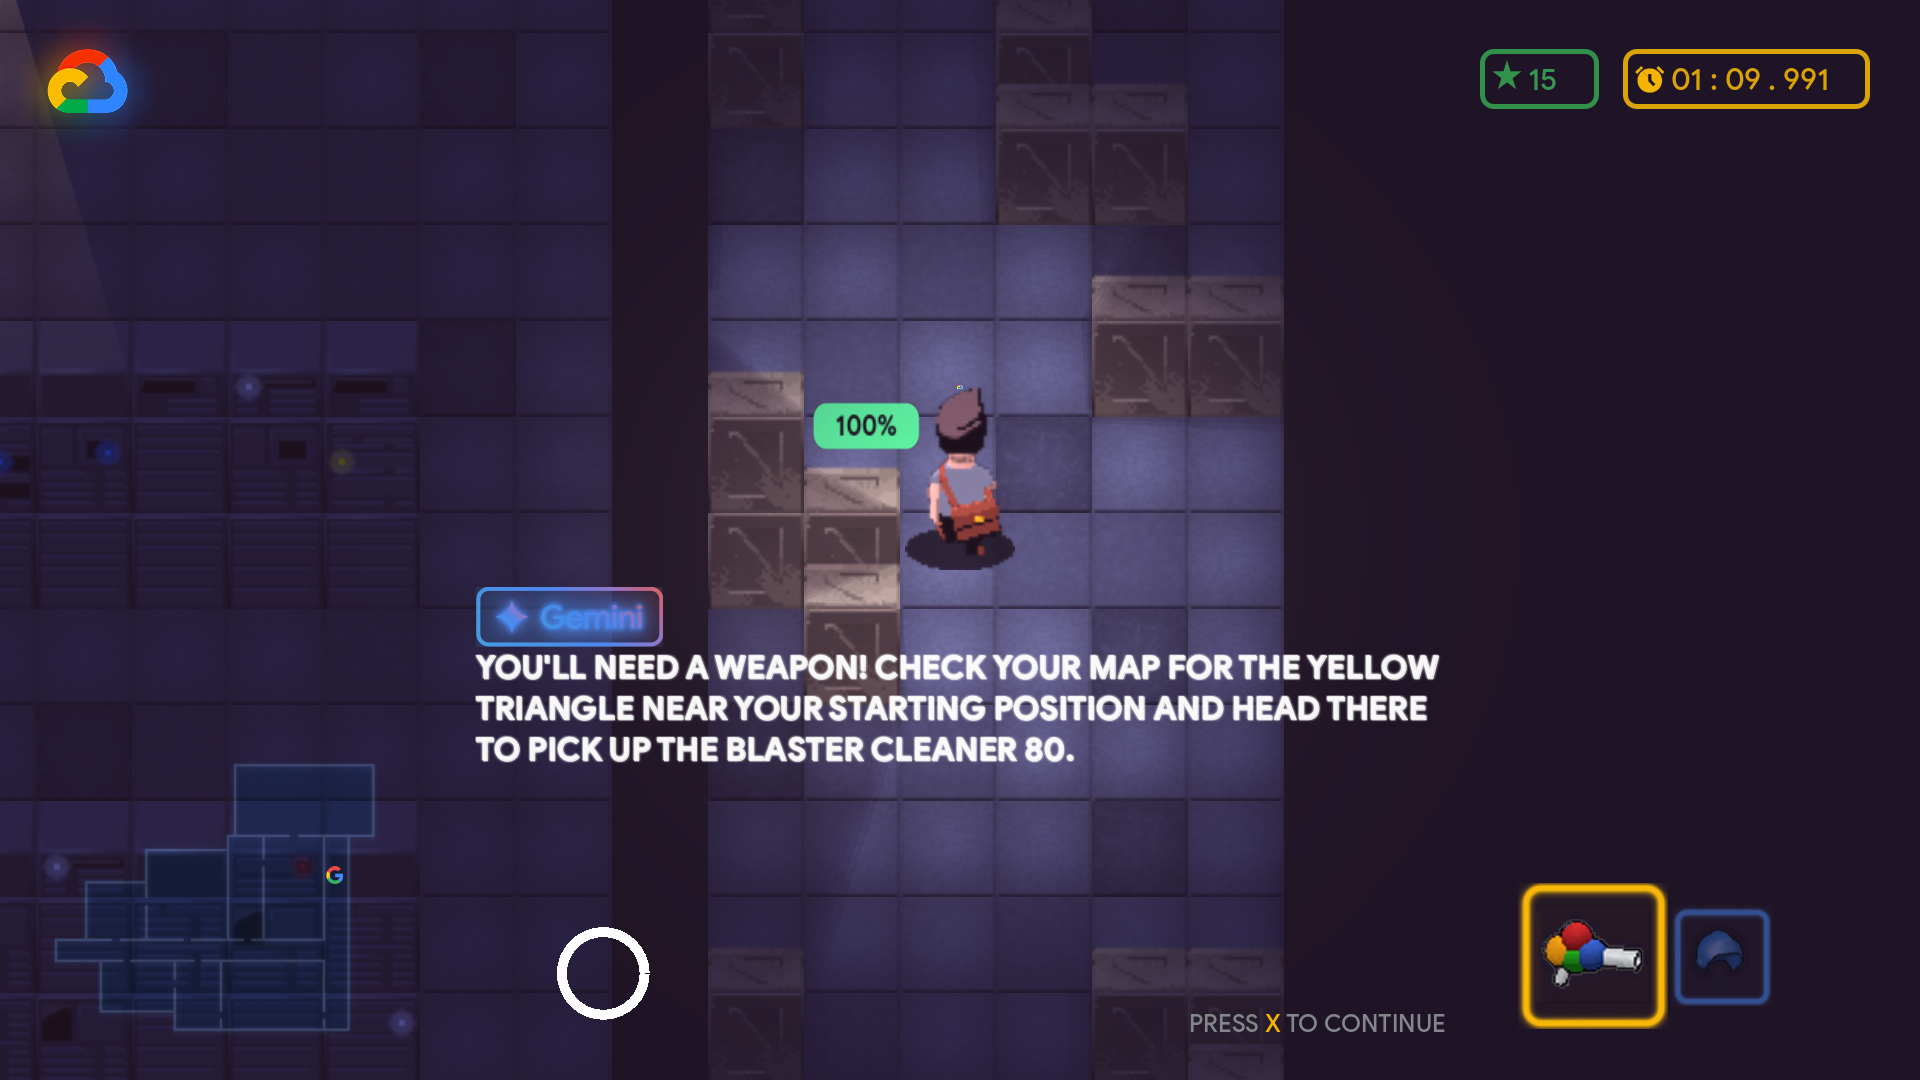 15
01 : 09 . 991
100%
Gemini
YOU'LL NEED A WEAPON! CHECK YOUR MAP FOR THE YELLOW
TRIANGLE NEAR YOUR STARTING POSITION AND HEAD THERE
TO PICK UP THE BLASTER CLEANER 80.
G
PRESS X TO CONTINUE